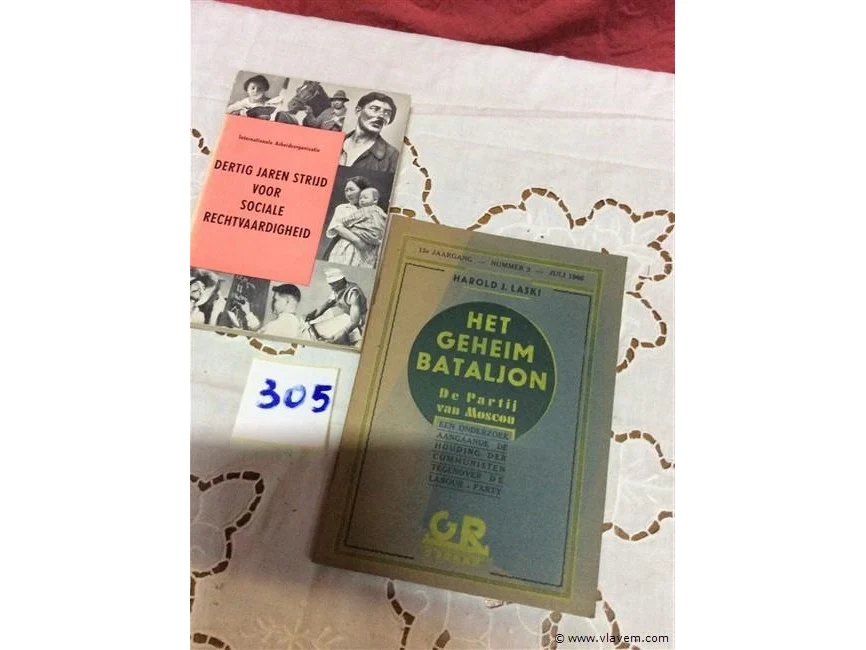 Internationale Arbeidsorganisatie
DERTIG JAREN STRIJD
VOOR
SOCIALE
RECHTVAARDIGHEID
12e JAARGANG — NUMMER 3 — JULI 1946
HAROLD J. LASKI
HET
GEHEIM
BATALJON
De Partij
van Moscou
EEN ONDERZOEK
AANGAANDE DE
HOUDING DER
COMMUNISTEN
TEGENOVER DE
LABOUR-PARTY
GR
305
© www.vlavem.com